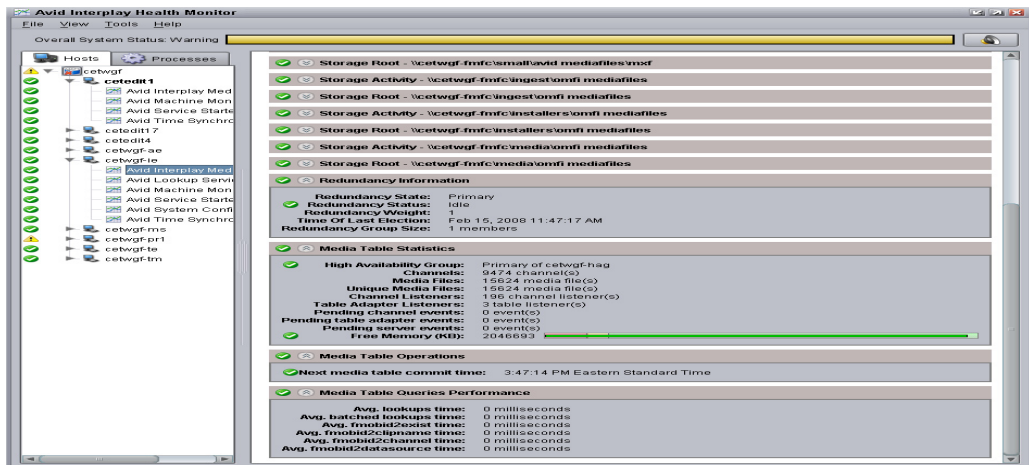 Avid Interplay Health Monitor
File View Tools Help
Overall System Status: Warning
Hosts Processes
cetwgf
cetedit1
Avid Interplay Med
Avid Machine Mon
Avid Service Starte
Avid Time Synchro
cetedit17
cetedit4
cetwgf-ae
cetwgf-ie
Avid Interplay Med
Avid Lookup Servi
Avid Machine Mon
Avid Service Starte
Avid System Confi
Avid Time Synchro
cetwgf-ms
cetwgf-pr1
cetwgf-te
cetwgf-tm
Storage Root - \\cetwgf-fmfc\small\avid mediafiles\mxf
Storage Activity - \\cetwgf-fmfc\ingest\omfi mediafiles
Storage Root - \\cetwgf-fmfc\ingest\omfi mediafiles
Storage Activity - \\cetwgf-fmfc\installers\omfi mediafiles
Storage Root - \\cetwgf-fmfc\installers\omfi mediafiles
Storage Activity - \\cetwgf-fmfc\media\omfi mediafiles
Storage Root - \\cetwgf-fmfc\media\omfi mediafiles
Redundancy Information
Redundancy State: Primary
Redundancy Status: Idle
Redundancy Weight: 1
Time Of Last Election: Feb 15, 2008 11:47:17 AM
Redundancy Group Size: 1 members
Media Table Statistics
High Availability Group: Primary of cetwgf-hag
Channels: 9474 channel(s)
Media Files: 15624 media file(s)
Unique Media Files: 15624 media file(s)
Channel Listeners: 196 channel listener(s)
Table Adapter Listeners: 3 table listener(s)
Pending channel events: 0 event(s)
Pending table adapter events: 0 event(s)
Pending server events: 0 event(s)
Free Memory (KB): 2046693
Media Table Operations
Next media table commit time: 3:47:14 PM Eastern Standard Time
Media Table Queries Performance
Avg. lookups time: 0 milliseconds
Avg. batched lookups time: 0 milliseconds
Avg. fmobid2exist time: 0 milliseconds
Avg. fmobid2clipname time: 0 milliseconds
Avg. fmobid2channel time: 0 milliseconds
Avg. fmobid2datasource time: 0 milliseconds